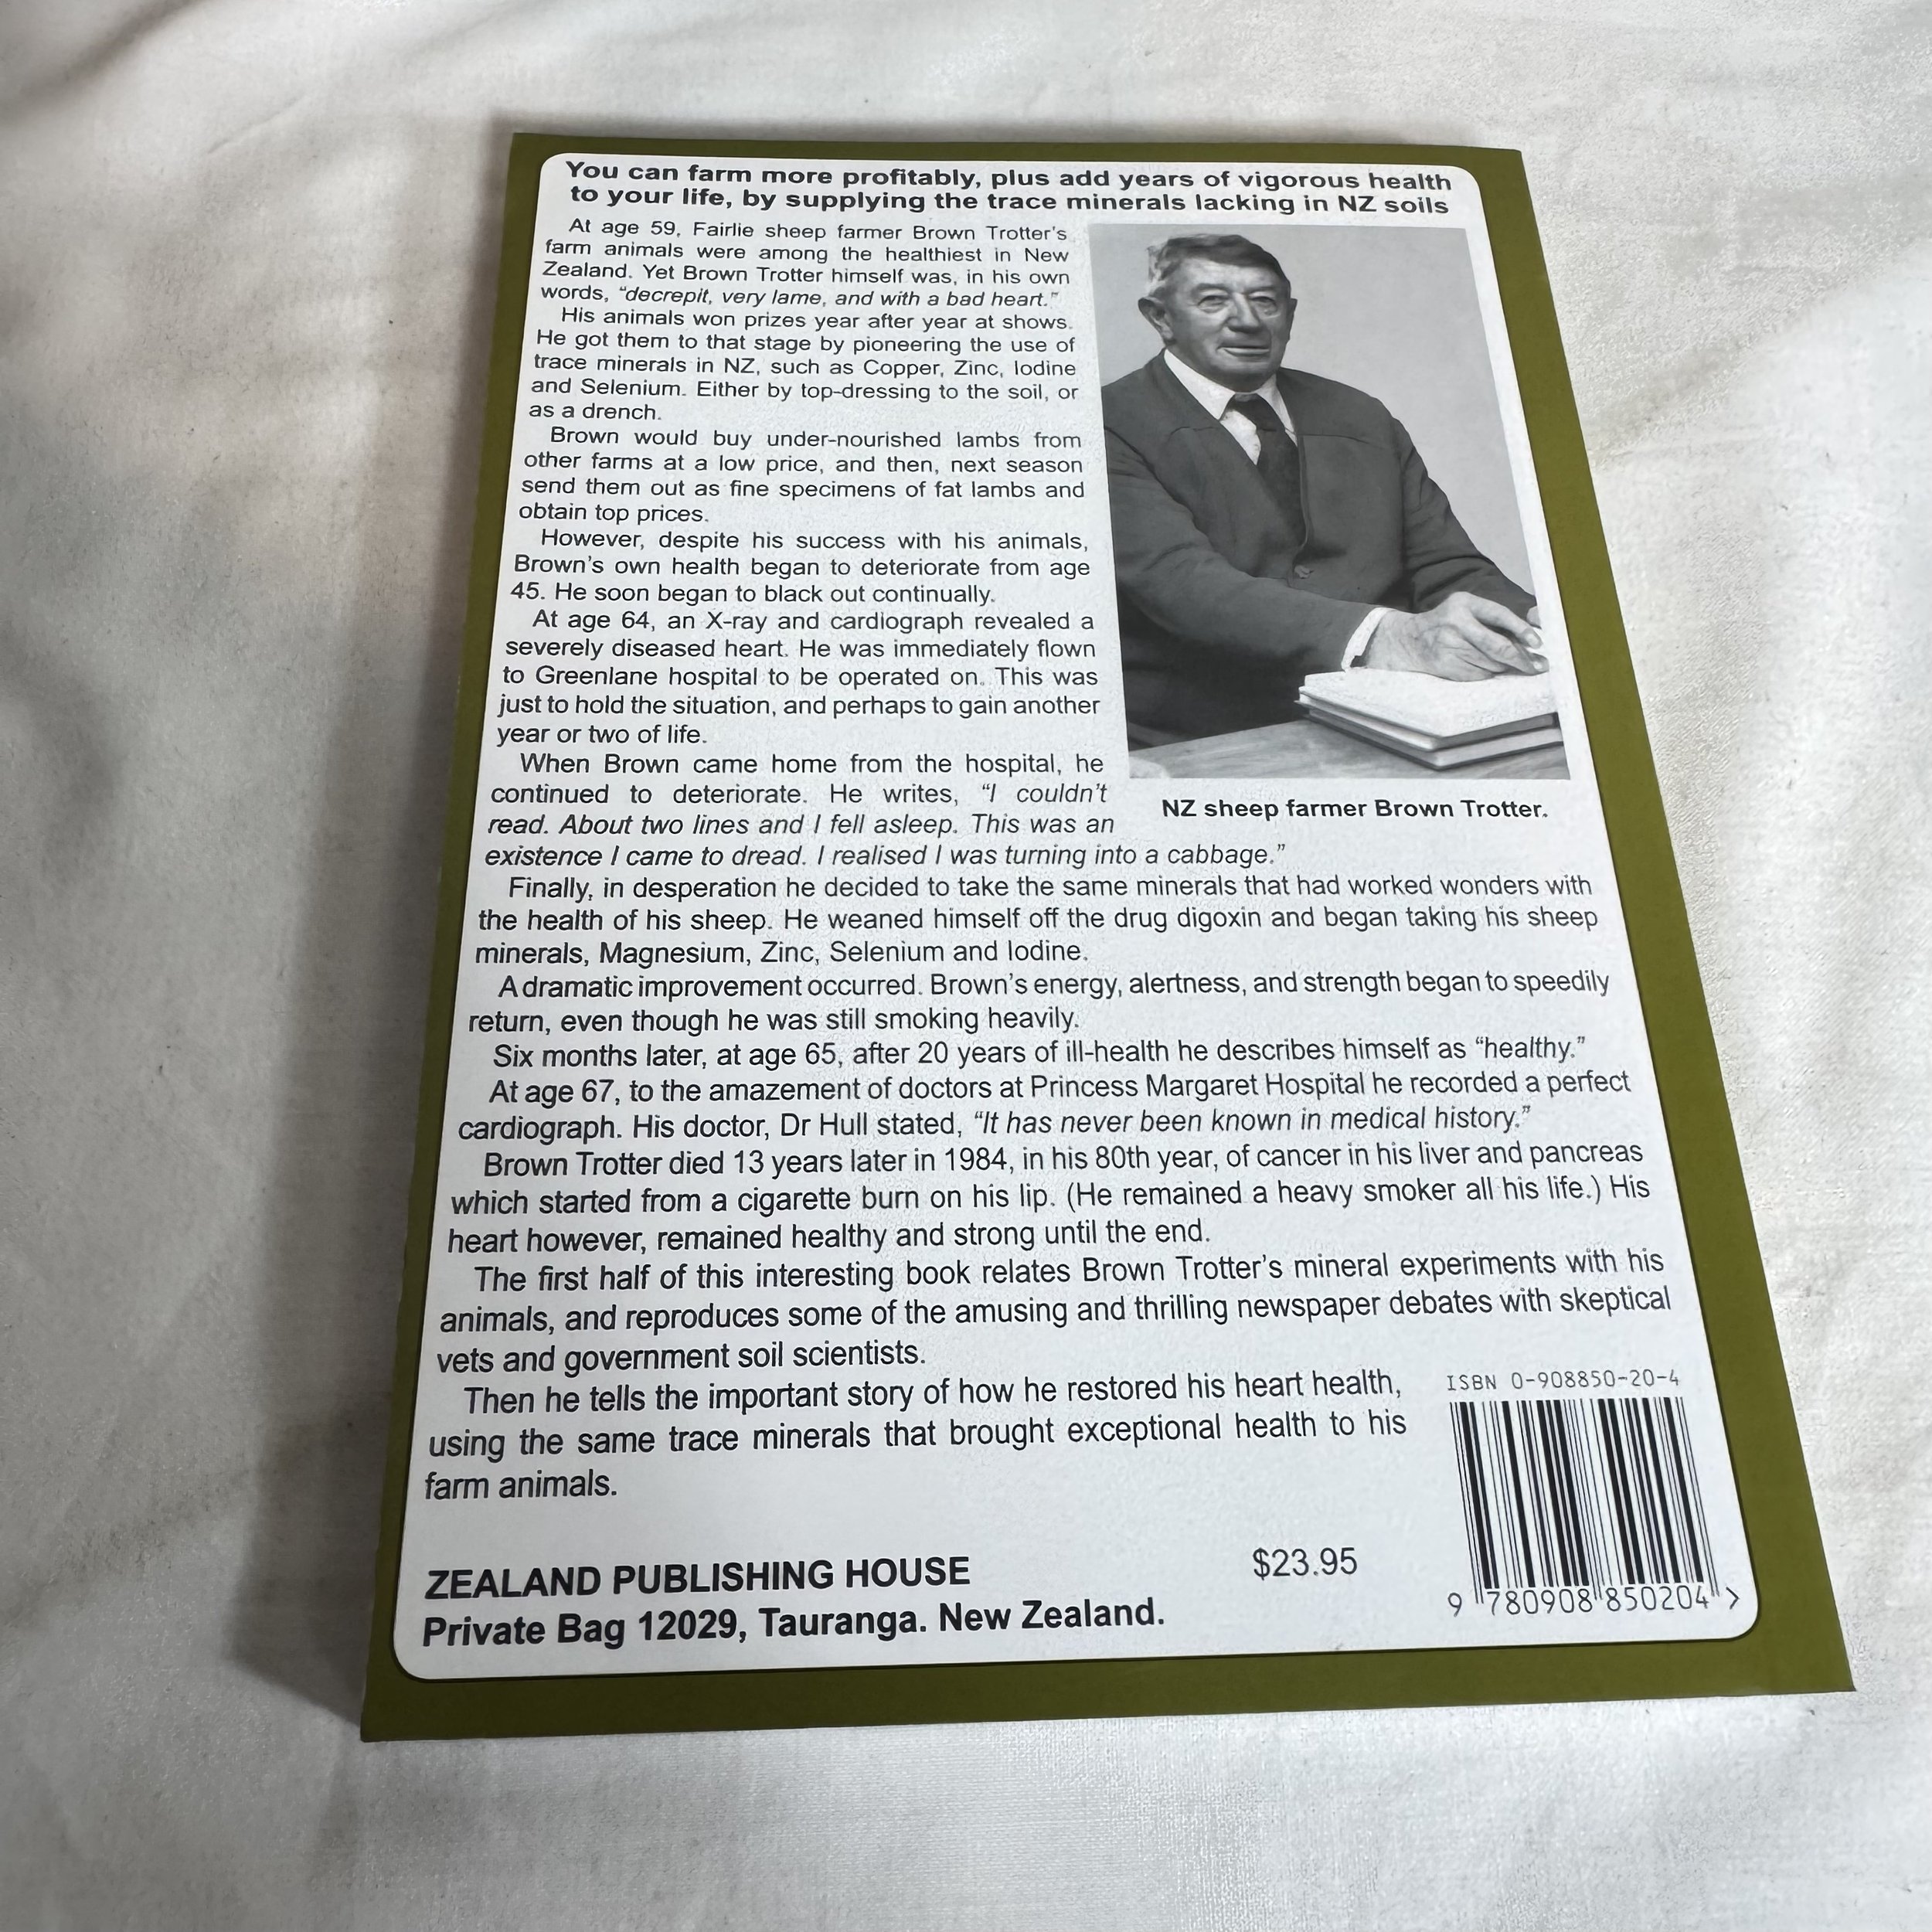 You can farm more profitably, plus add years of vigorous health
to your life, by supplying the trace minerals lacking in NZ soils
At age 59, Fairlie sheep farmer Brown Trotter's
farm animals were among the healthiest in New
Zealand. Yet Brown Trotter himself was, in his own
words, "decrepit, very lame, and with a bad heart."
His animals won prizes year after year at shows.
He got them to that stage by pioneering the use of
trace minerals in NZ, such as Copper, Zinc, Iodine
and Selenium. Either by top-dressing to the soil, or
as a drench.
Brown would buy under-nourished lambs from
other farms at a low price, and then, next season
send them out as fine specimens of fat lambs and
obtain top prices.
However, despite his success with his animals,
Brown's own health began to deteriorate from age
45. He soon began to black out continually.
At age 64, an X-ray and cardiograph revealed a
severely diseased heart. He was immediately flown
to Greenlane hospital to be operated on. This was
just to hold the situation, and perhaps to gain another
year or two of life.
When Brown came home from the hospital, he
continued to deteriorate. He writes, "I couldn't
read. About two lines and I fell asleep. This was an
existence I came to dread. I realised I was turning into a cabbage."
NZ sheep farmer Brown Trotter.
Finally, in desperation he decided to take the same minerals that had worked wonders with
the health of his sheep. He weaned himself off the drug digoxin and began taking his sheep
minerals, Magnesium, Zinc, Selenium and Iodine.
A dramatic improvement occurred. Brown's energy, alertness, and strength began to speedily
return, even though he was still smoking heavily.
Six months later, at age 65, after 20 years of ill-health he describes himself as "healthy."
At age 67, to the amazement of doctors at Princess Margaret Hospital he recorded a perfect
cardiograph. His doctor, Dr Hull stated, "It has never been known in medical history."
Brown Trotter died 13 years later in 1984, in his 80th year, of cancer in his liver and pancreas
which started from a cigarette burn on his lip. (He remained a heavy smoker all his life.) His
heart however, remained healthy and strong until the end.
The first half of this interesting book relates Brown Trotter's mineral experiments with his
animals, and reproduces some of the amusing and thrilling newspaper debates with skeptical
vets and government soil scientists.
Then he tells the important story of how he restored his heart health,
using the same trace minerals that brought exceptional health to his
farm animals.
ISBN 0-908850-20-4
9 780908 850204 >
$23.95
ZEALAND PUBLISHING HOUSE
Private Bag 12029, Tauranga. New Zealand.